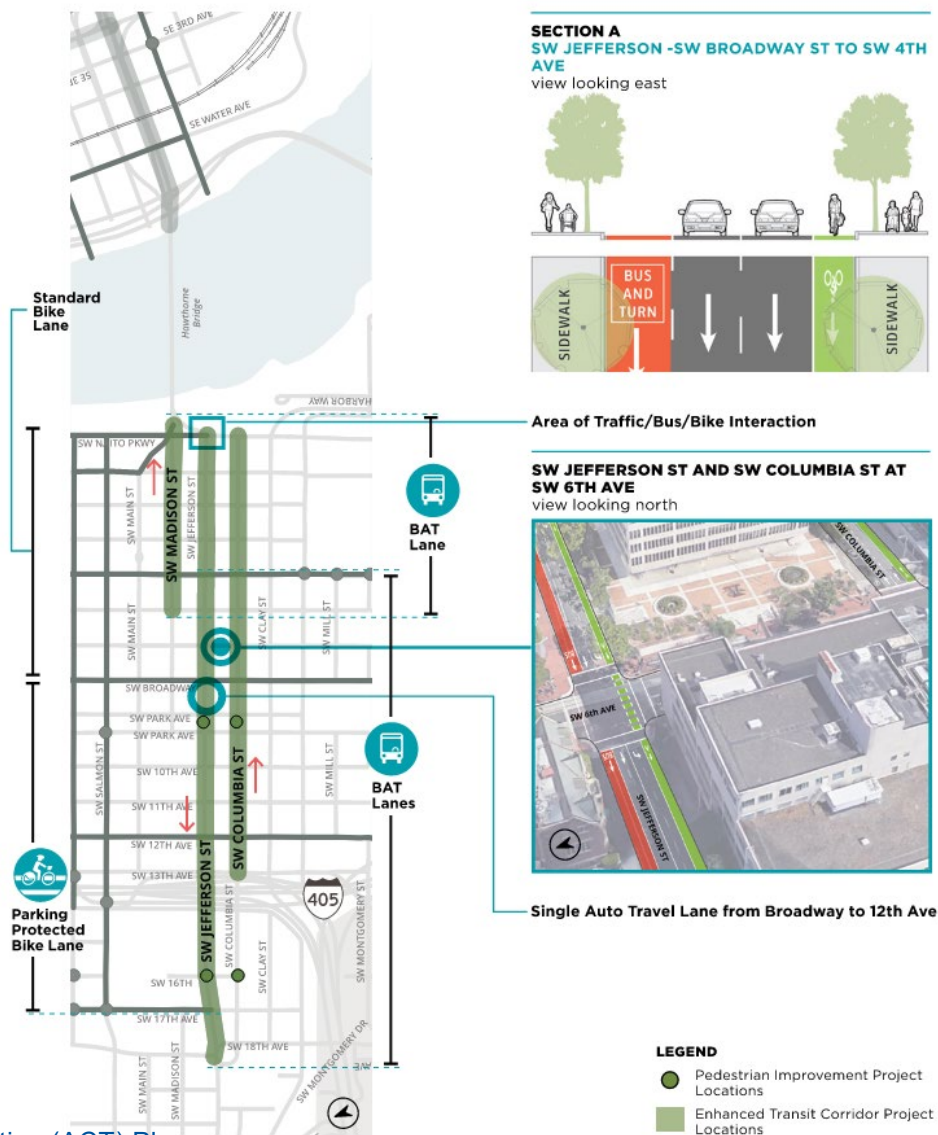 SE 3RD AVE
SE 3E
SE WATER AVE
Standard
Bike
Lane
Hawthorne
Bridge
HARBOR WAY
SW NAITO PKWY
SW MAIN ST
SW MADISON ST
SW JEFFERSON ST
BAT
Lane
SW MAIN ST
SW CLAY ST
SW MILL ST
SW BROADWAY
SW PARK AVE
SW PARK AVE
SW SALMON ST
SW 10TH AVE
SW COLUMBIA ST
SW MILL ST
BAT
Lanes
SW 11TH AVE
SW 12TH AVE
SW 13TH AVE
SW JEFFERSON ST
405
Parking
Protected
Bike Lane
SW COLUMBIA ST
SW CLAY ST
SW MONTGOMERY ST
SW 16TH
SW 17TH AVE
SW 18TH AVE
SW MONTGOMERY DR
AVE
SW MAIN ST
SW MADISON ST
SECTION A
SW JEFFERSON -SW BROADWAY ST TO SW 4TH
AVE
view looking east
SIDEWALK
BUS
AND
TURN
SIDEWALK
Area of Traffic/Bus/Bike Interaction
SW JEFFERSON ST AND SW COLUMBIA ST AT
SW 6TH AVE
view looking north
SW COLUMBIA ST
BUS
SW 6th AVE
SW JEFFERSON ST
Single Auto Travel Lane from Broadway to 12th Ave
LEGEND
Pedestrian Improvement Project
Locations
Enhanced Transit Corridor Project
Locations